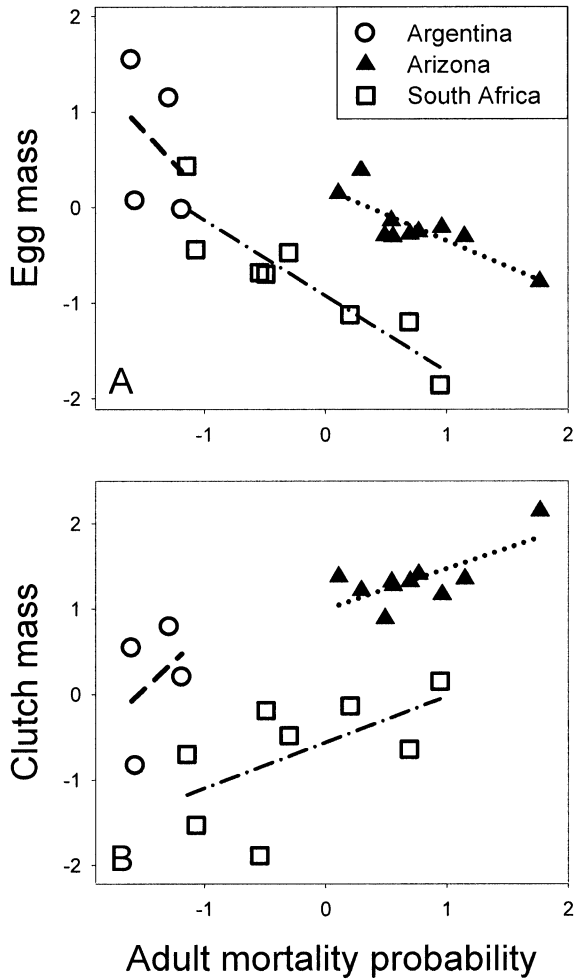 2
1
0
-1
-2
Egg mass
Argentina
Arizona
South Africa
A
-1 0 1 2
2
1
0
-1
-2
Clutch mass
B
-1 0 1 2
Adult mortality probability